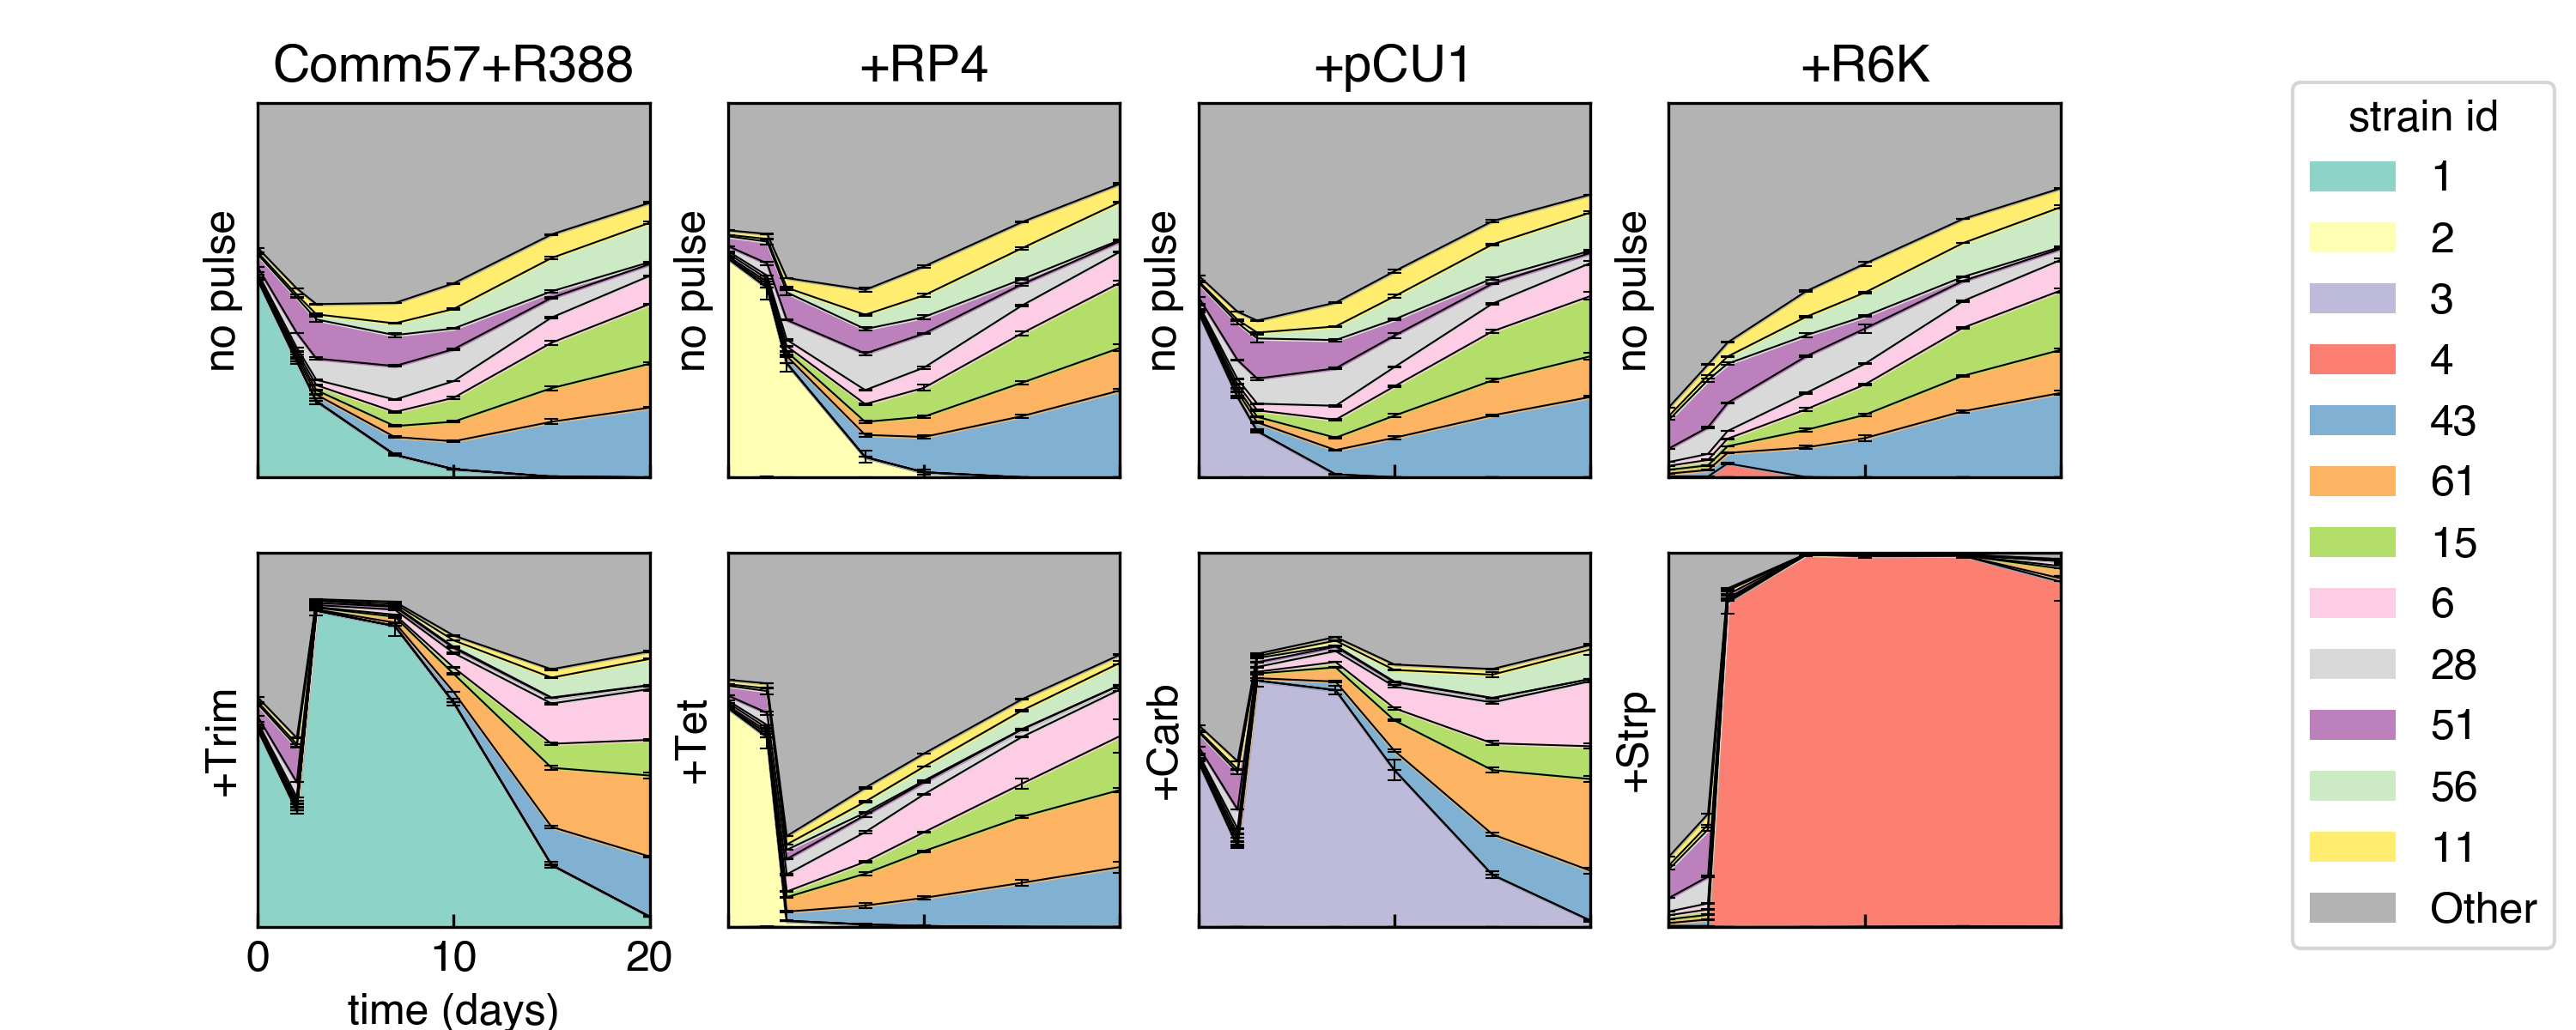 Comm57+R388
+RP4
+pCU1
+R6K
no pulse
no pulse
no pulse
no pulse
+Trim
+Tet
+Carb
+Strp
0
10
20
time (days)
strain id
1
2
3
4
43
61
15
6
28
51
56
11
Other